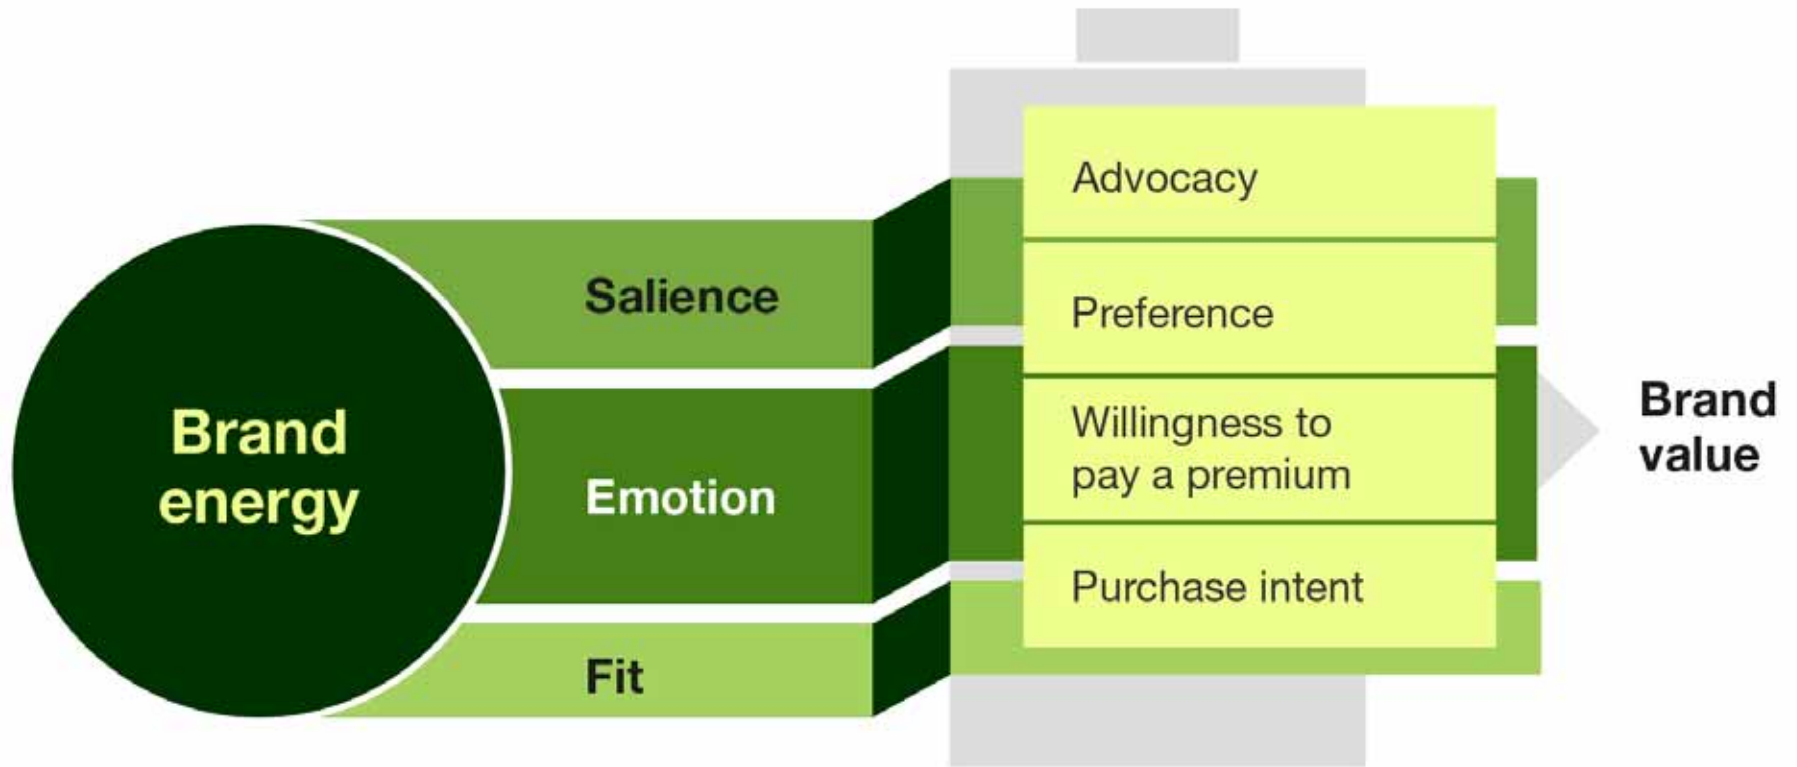 Brand
energy
Salience
Emotion
Fit
Advocacy
Preference
Willingness to
pay a premium
Purchase intent
Brand
value